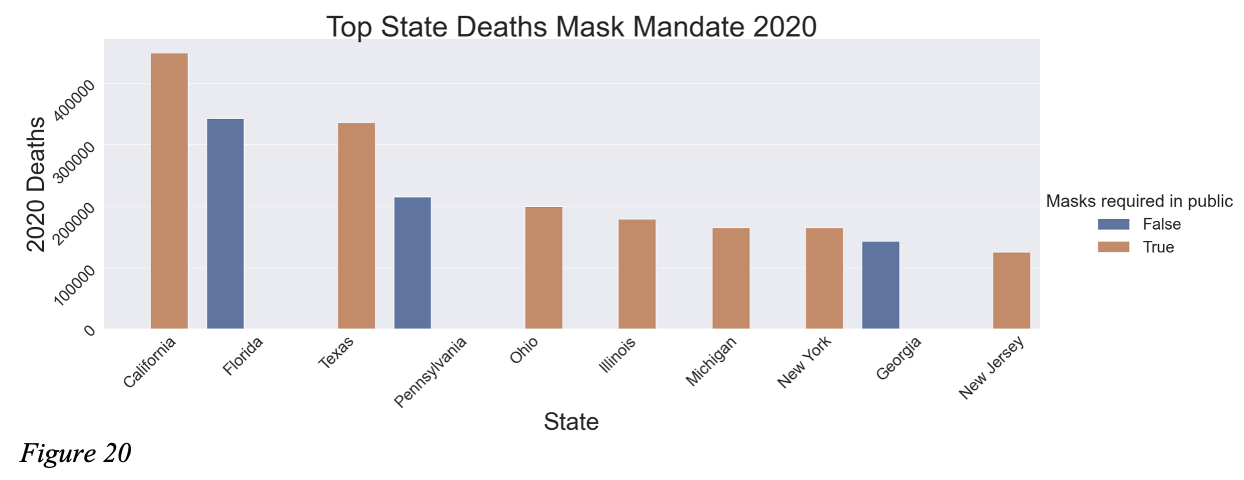 Top State Deaths Mask Mandate 2020
2020 Deaths
400000
300000
200000
100000
0
California
Florida
Texas
Pennsylvania
Ohio
Illinois
Michigan
New York
Georgia
New Jersey
State
Masks required in public
False
True
Figure 20